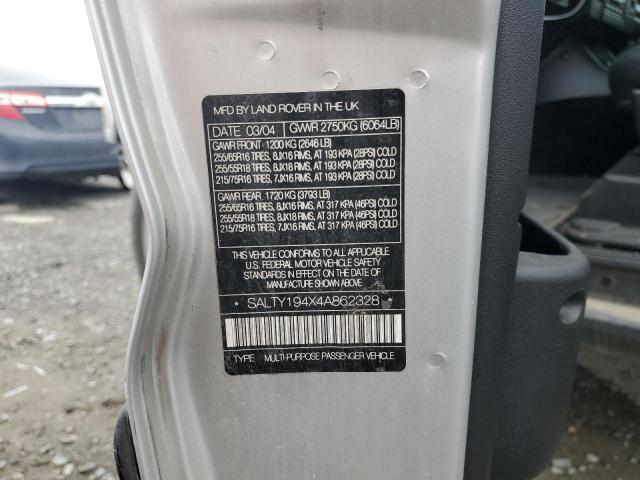 MFD BY LAND ROVER IN THE UK
DATE 03/04 GVWR 2750KG (6064LB)
GAWR FRONT 1200 KG (2646 LB)
255/65R16 TIRES, 8JX16 RIMS, AT 193 KPA (28PSI) COLD
255/55R18 TIRES, 8JX18 RIMS, AT 193 KPA (28PSI) COLD
215/75R16 TIRES, 7JX16 RIMS, AT 193 KPA (28PSI) COLD
GAWR REAR 1720 KG (3793 LB)
255/65R16 TIRES, 8JX16 RIMS, AT 317 KPA (46PSI) COLD
255/55R18 TIRES, 8JX18 RIMS, AT 317 KPA (46PSI) COLD
215/75R16 TIRES, 7JX16 RIMS, AT 317 KPA (46PSI) COLD
THIS VEHICLE CONFORMS TO ALL APPLICABLE
U.S. FEDERAL MOTOR VEHICLE SAFETY
STANDARDS IN EFFECT ON THE DATE OF
MANUFACTURE SHOWN ABOVE
* SALTY194X4A862328 *
TYPE MULTI-PURPOSE PASSENGER VEHICLE